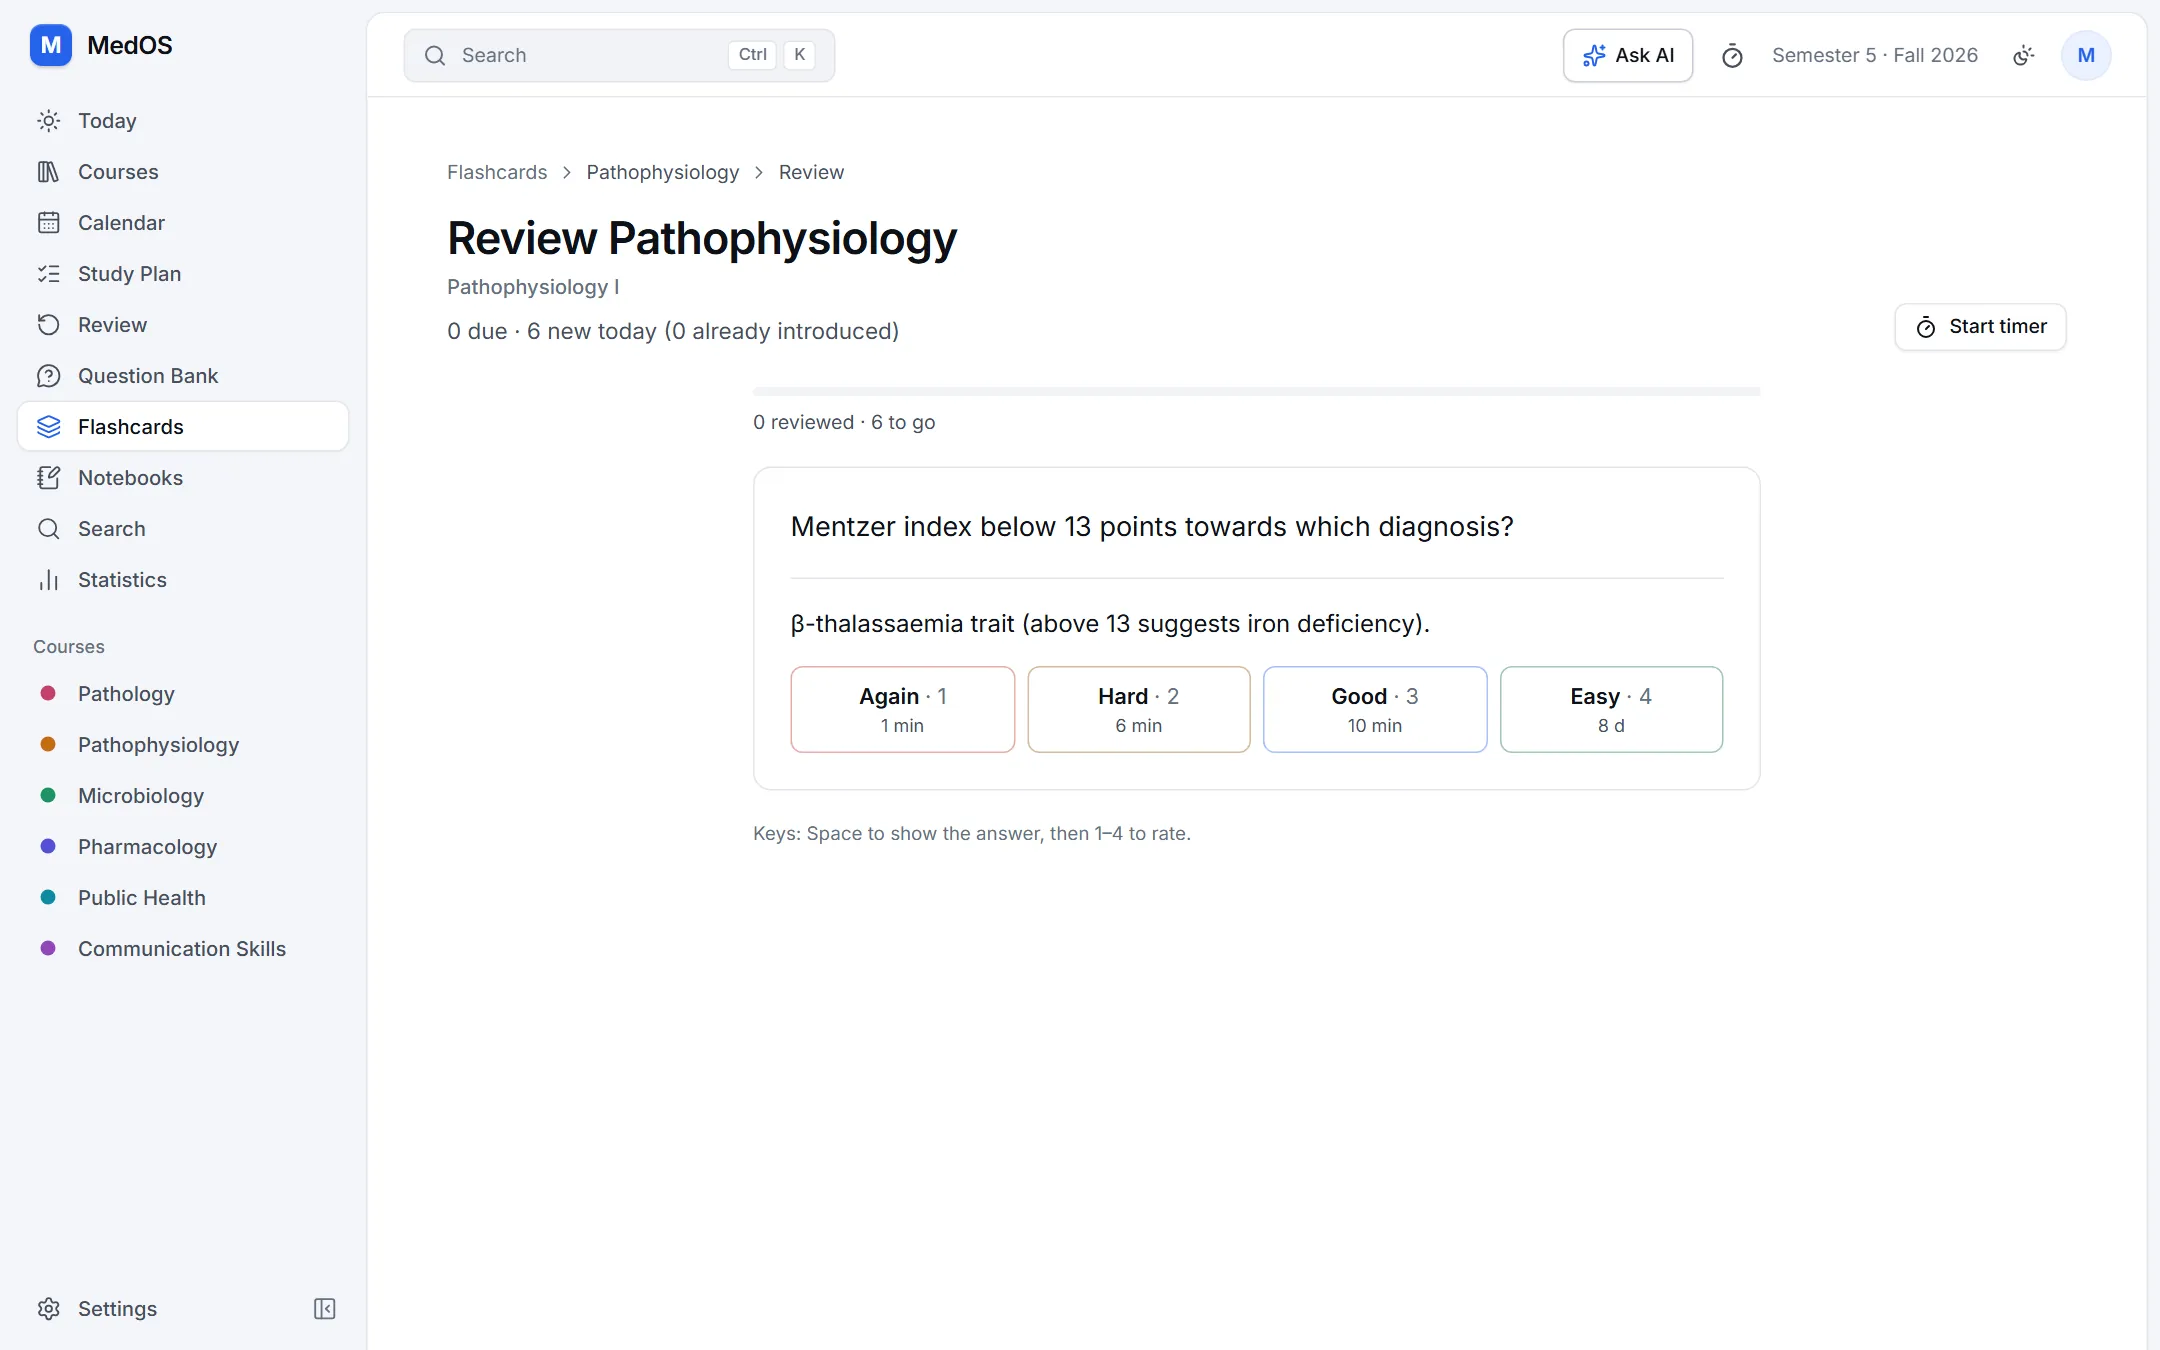 M MedOS
Today
Courses
Calendar
Study Plan
Review
Question Bank
Flashcards
Notebooks
Search
Statistics
Courses
Pathology
Pathophysiology
Microbiology
Pharmacology
Public Health
Communication Skills
Settings
Search Ctrl K
Ask AI
Semester 5 · Fall 2026
M
Flashcards > Pathophysiology > Review
Review Pathophysiology
Pathophysiology I
0 due · 6 new today (0 already introduced)
Start timer
0 reviewed · 6 to go
Mentzer index below 13 points towards which diagnosis?
β-thalassaemia trait (above 13 suggests iron deficiency).
Again · 1 Hard · 2 Good · 3 Easy · 4
1 min 6 min 10 min 8 d
Keys: Space to show the answer, then 1–4 to rate.